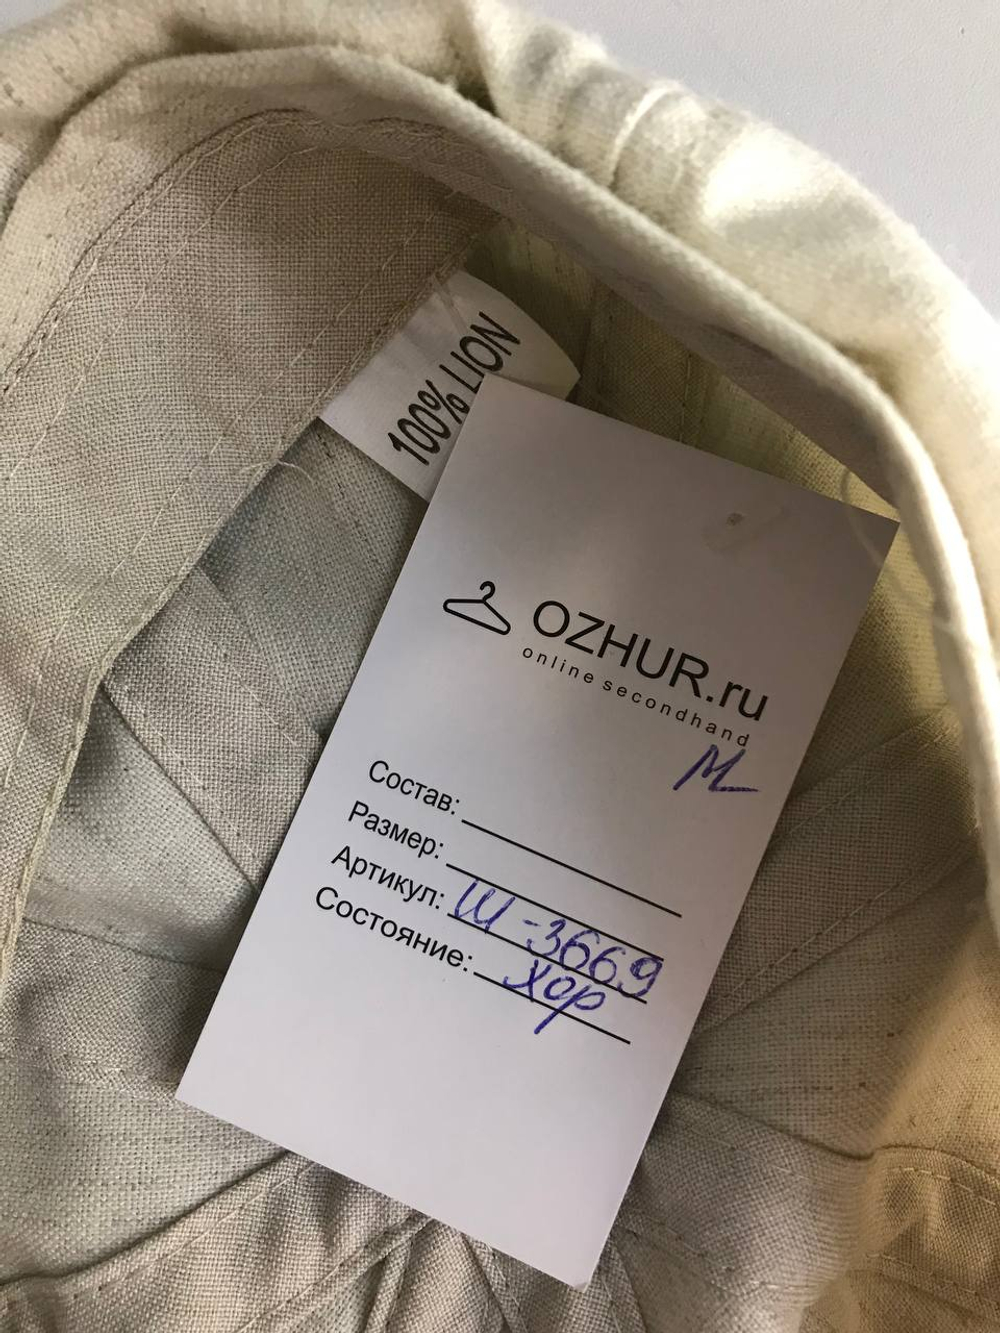 100% LION
OZHUR.ru
online secondhand
М
Состав:
Размер:
Артикул: Ш-3669
Состояние: Хор